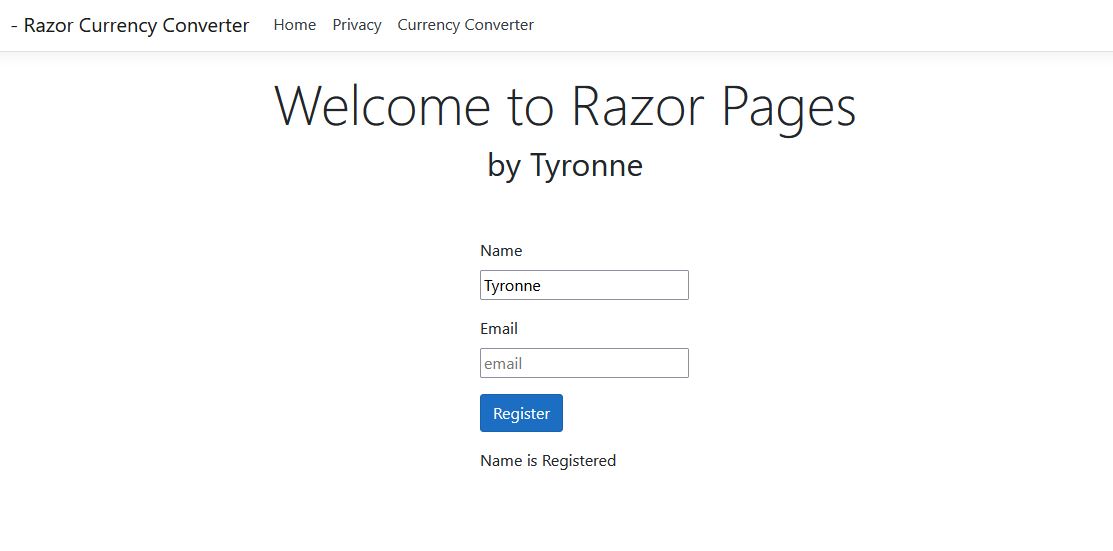 - Razor Currency Converter Home Privacy Currency Converter
Welcome to Razor Pages
by Tyronne
Name
Tyronne
Email
email
Register
Name is Registered